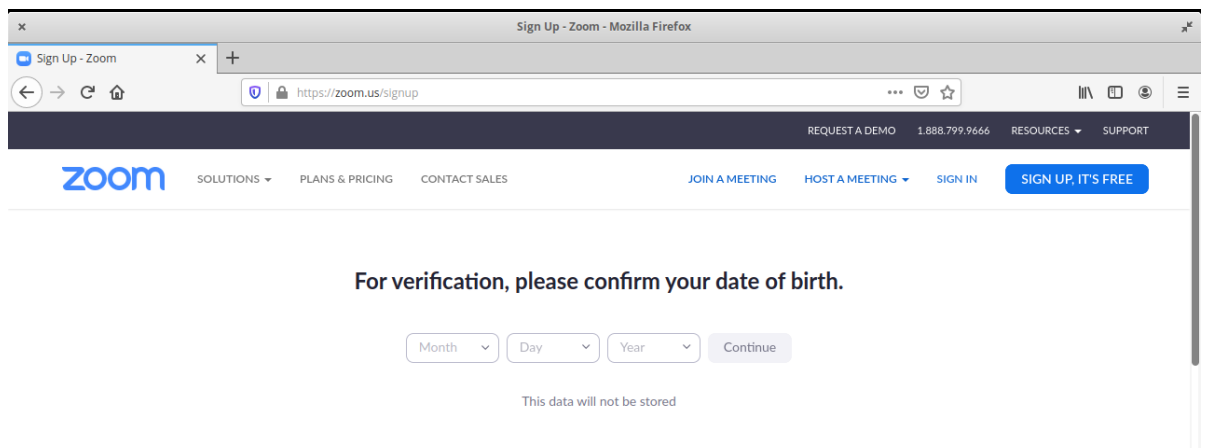 Sign Up - Zoom - Mozilla Firefox
Sign Up - Zoom
https://zoom.us/signup
REQUEST A DEMO 1.888.799.9666 RESOURCES SUPPORT
zoom SOLUTIONS PLANS & PRICING CONTACT SALES JOIN A MEETING HOST A MEETING SIGN IN SIGN UP, IT'S FREE
For verification, please confirm your date of birth.
Month Day Year Continue
This data will not be stored